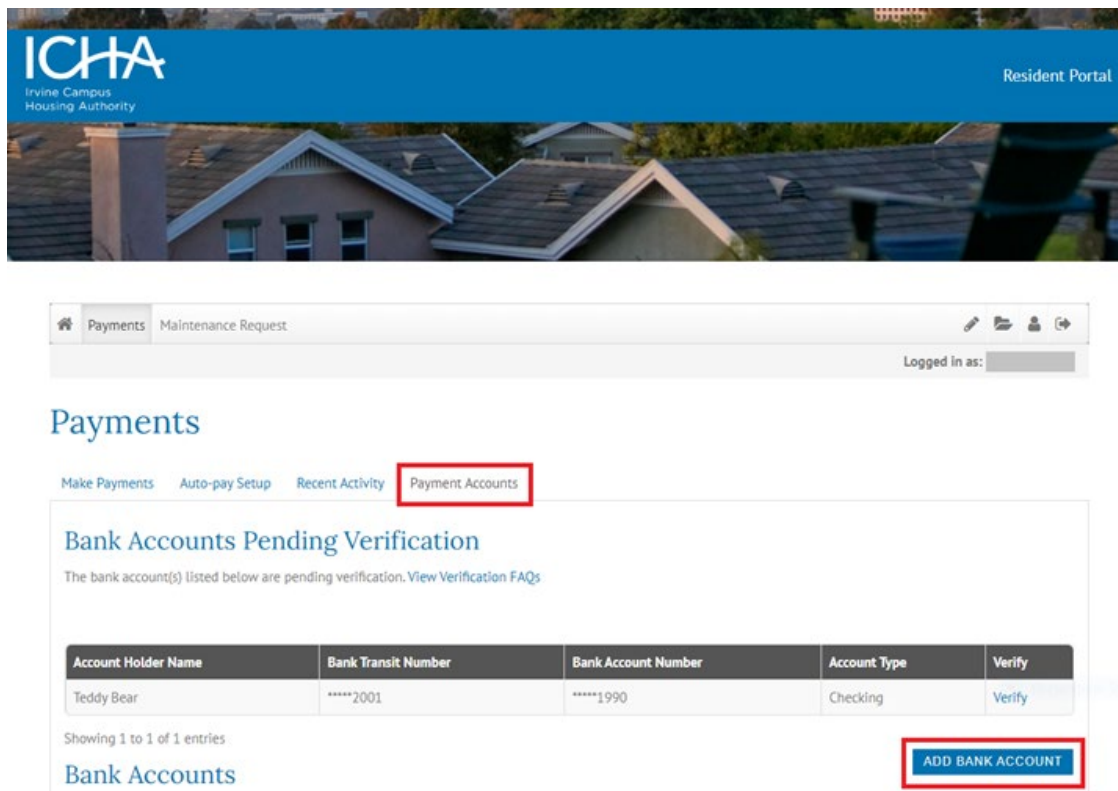 ICHA
Irvine Campus
Housing Authority
Resident Portal
Payments Maintenance Request
Logged in as:
Payments
Make Payments Auto-pay Setup Recent Activity Payment Accounts
Bank Accounts Pending Verification
The bank account(s) listed below are pending verification. View Verification FAQs
Account Holder Name Bank Transit Number Bank Account Number Account Type Verify
Teddy Bear *****2001 *****1990 Checking Verify
Showing 1 to 1 of 1 entries
ADD BANK ACCOUNT
Bank Accounts